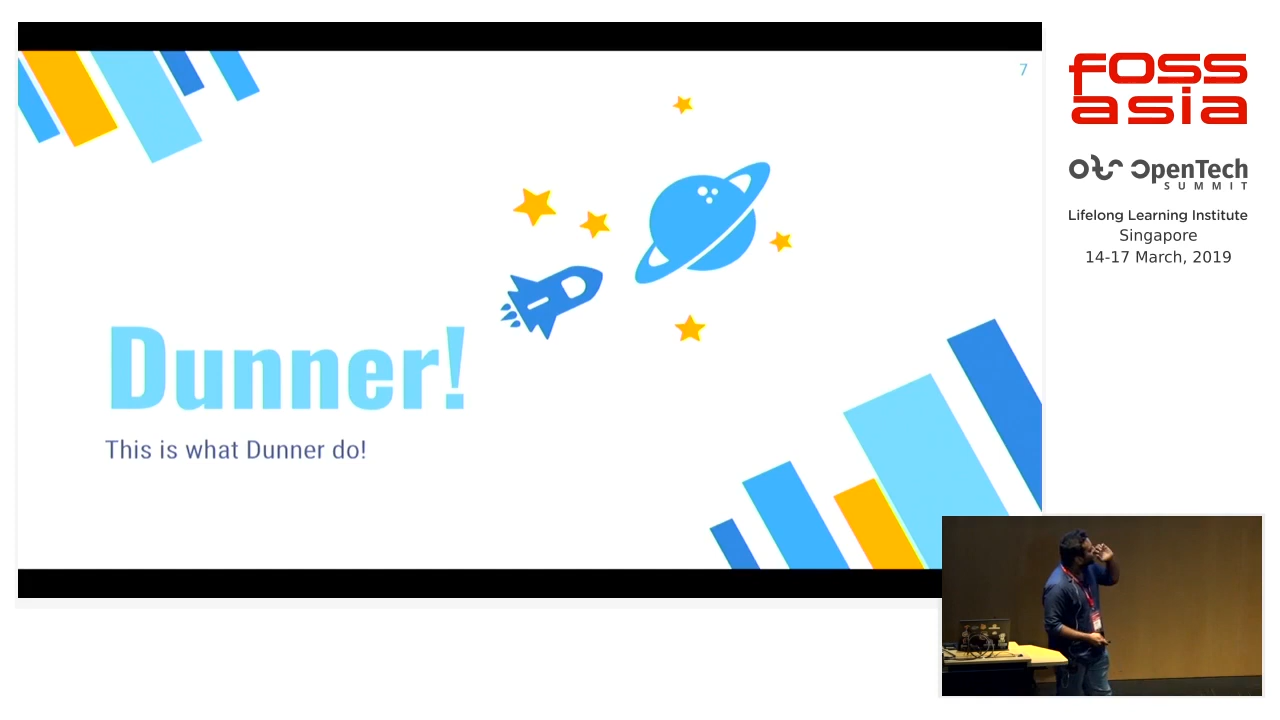 7
Dunner!
This is what Dunner do!
fOSS
asia
OpenTech
SUMMIT
Lifelong Learning Institute
Singapore
14-17 March, 2019